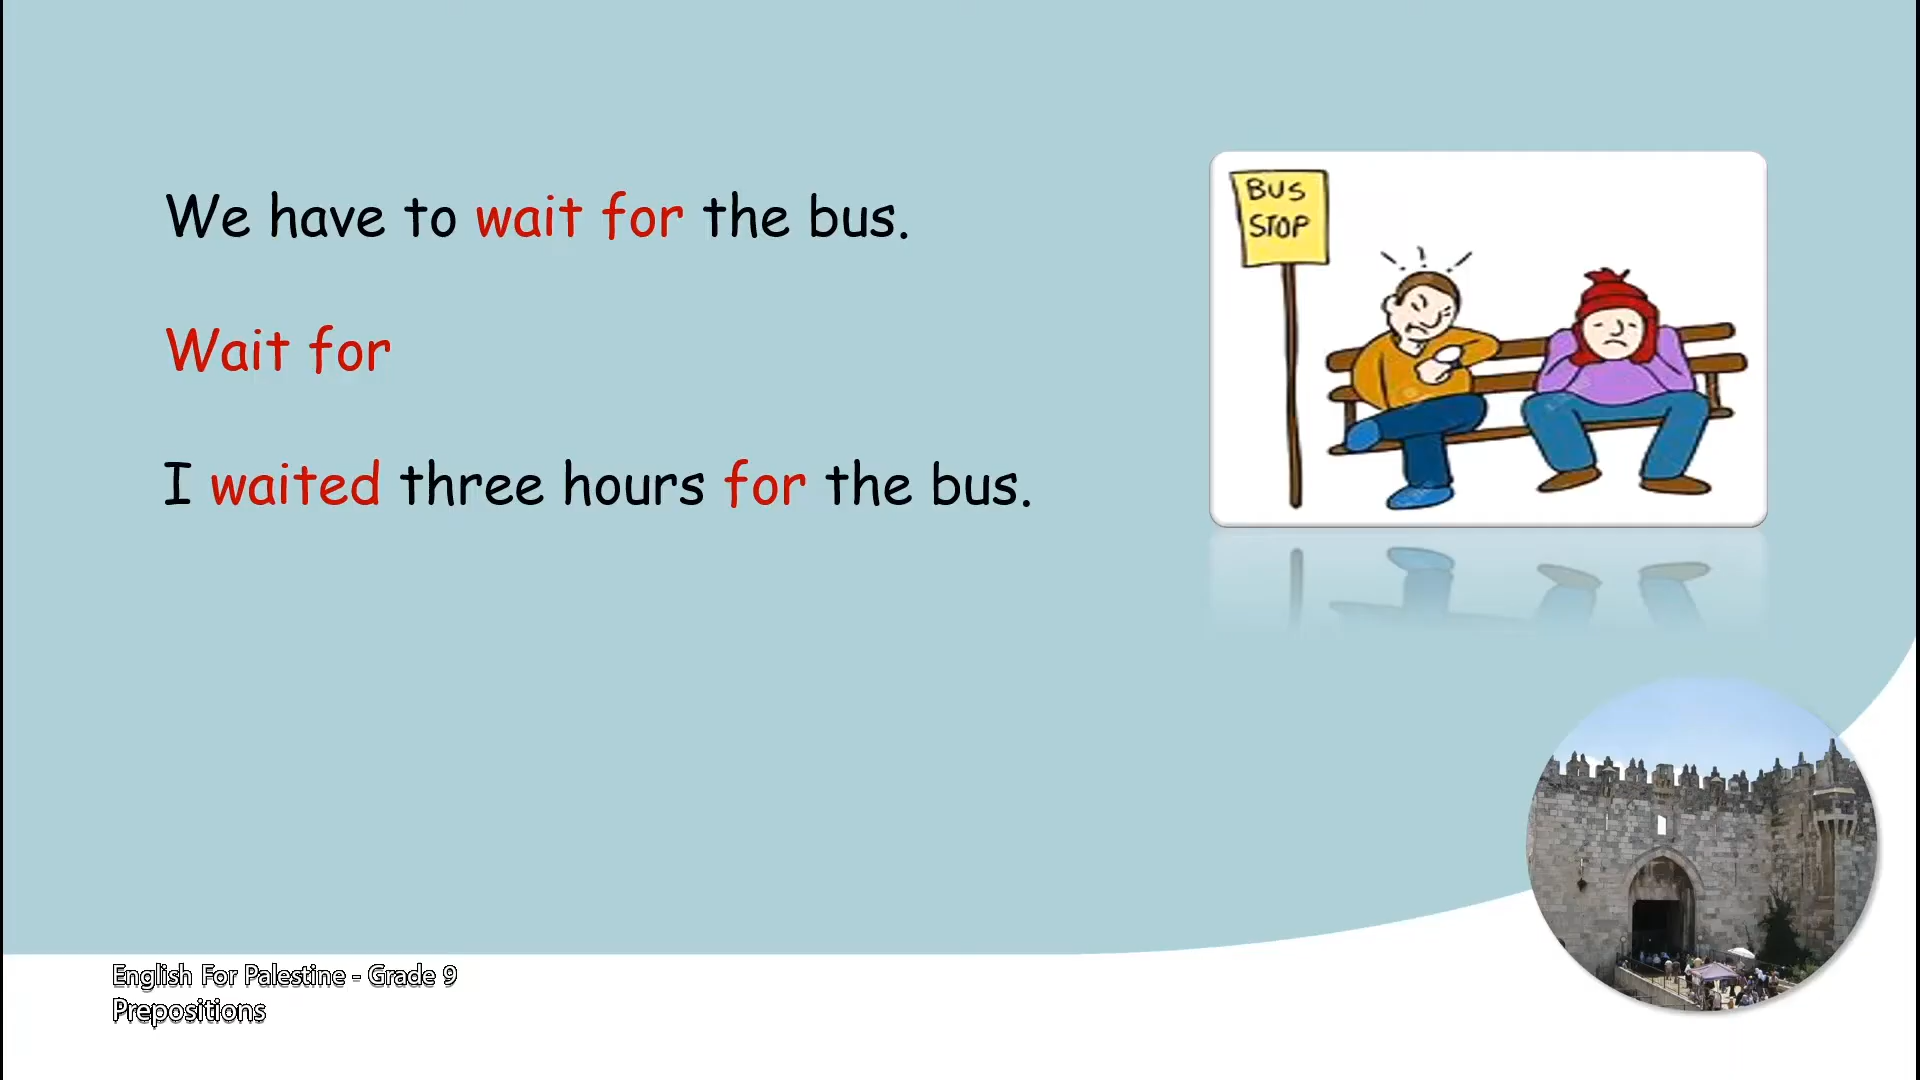 We have to wait for the bus.
Wait for
I waited three hours for the bus.
BUS
STOP
English For Palestine - Grade 9
Prepositions